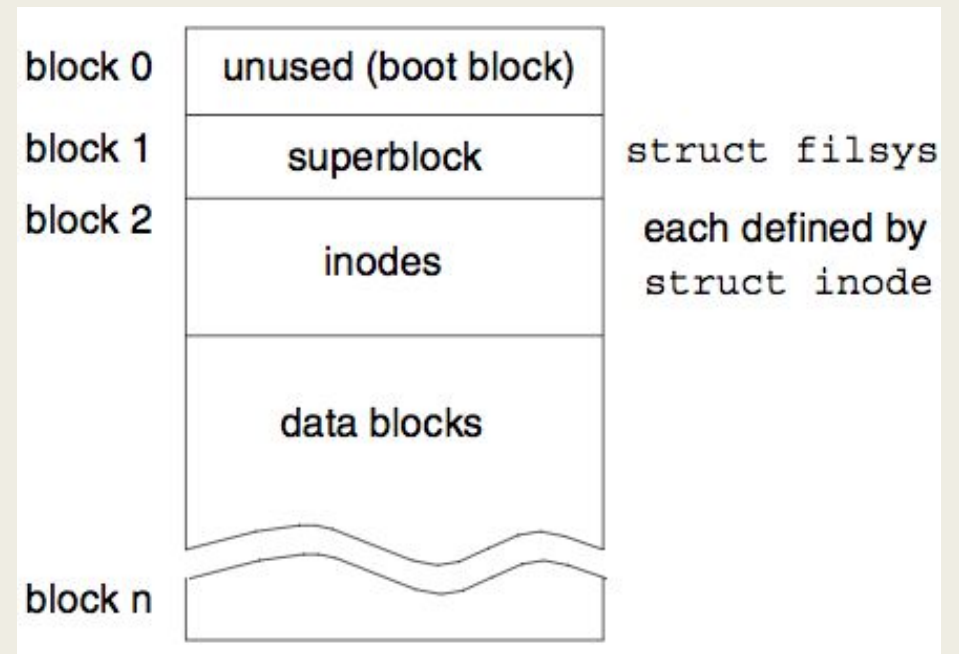 block 0
unused (boot block)
block 1
superblock
struct filsys
block 2
inodes
each defined by
struct inode
data blocks
block n